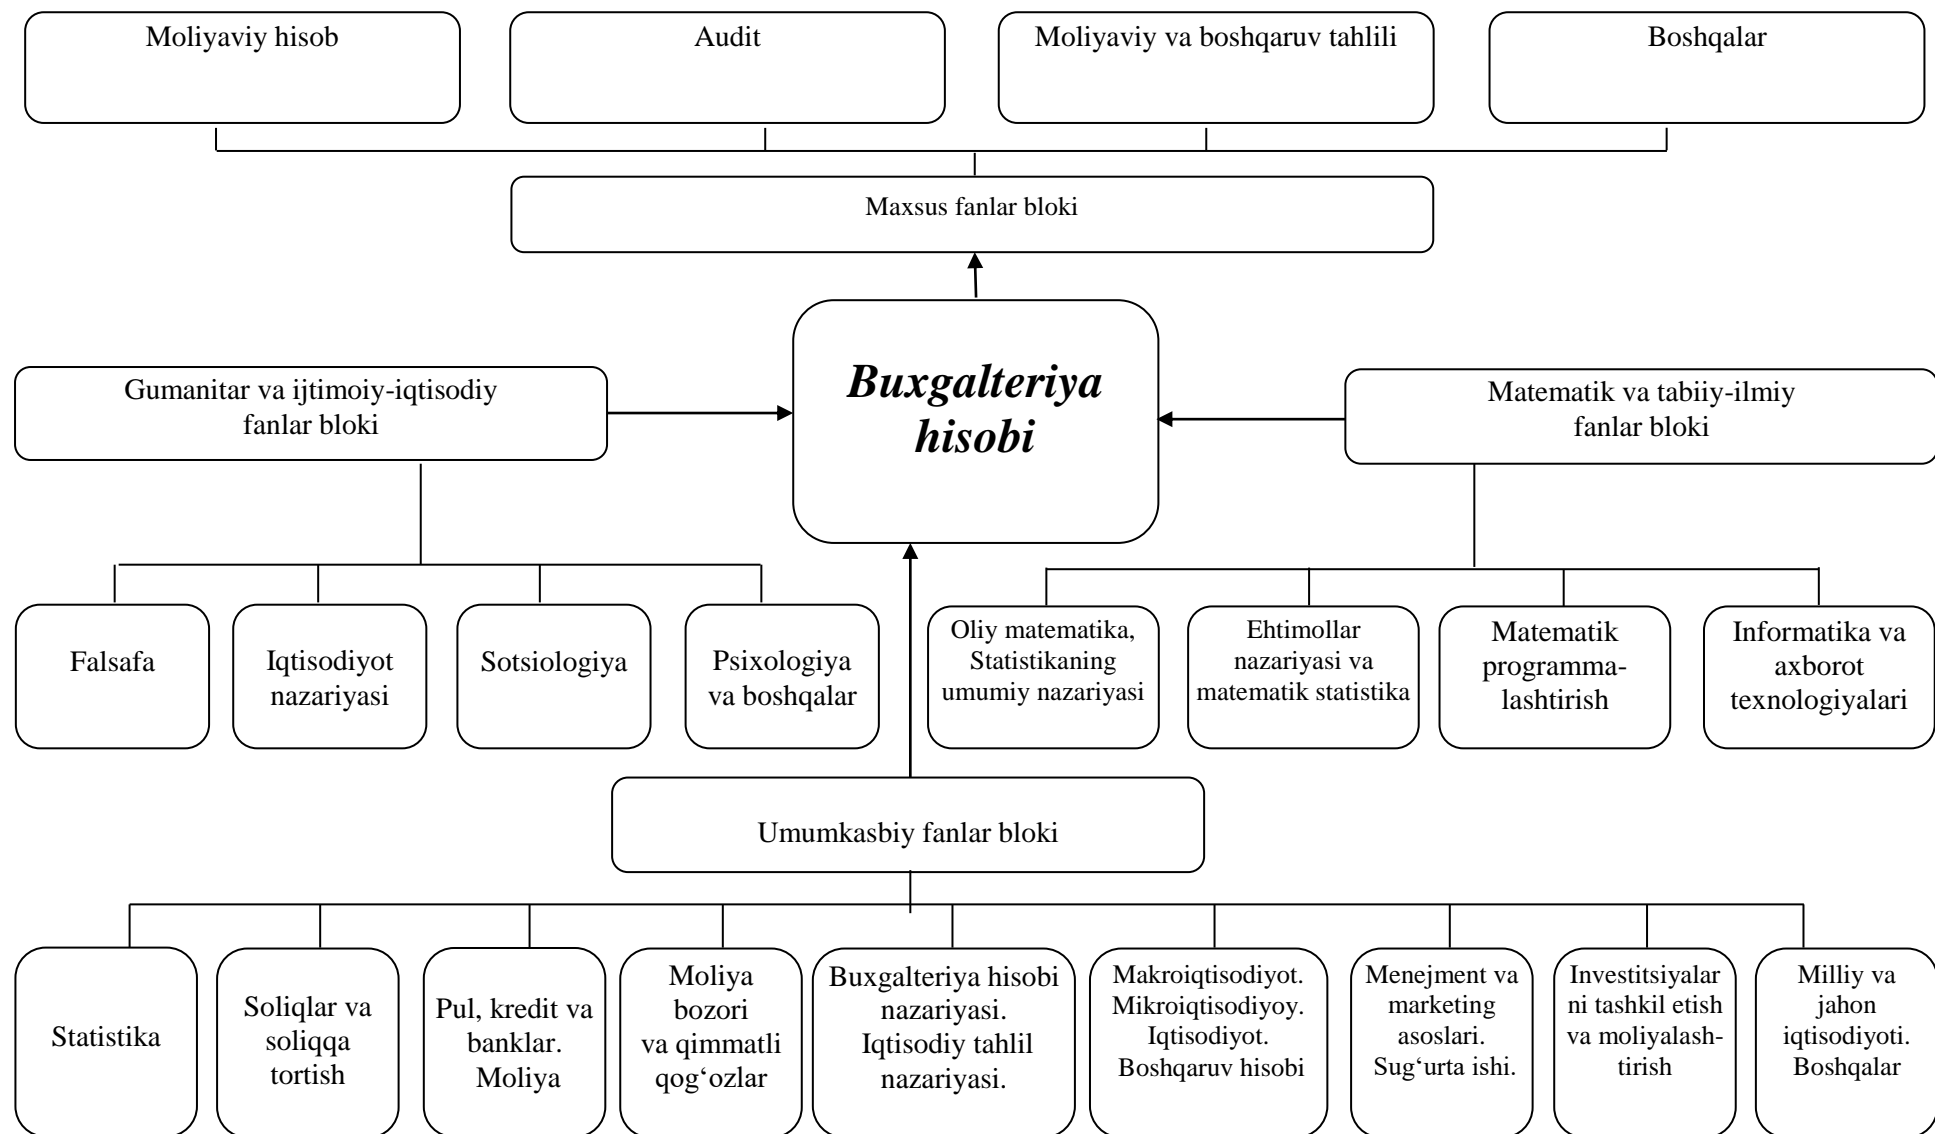 Moliyaviy hisob
Audit
Moliyaviy va boshqaruv tahlili
Boshqalar
Maxsus fanlar bloki
Buxgalteriya
hisobi
Gumanitar va ijtimoiy-iqtisodiy
fanlar bloki
Matematik va tabiiy-ilmiy
fanlar bloki
Falsafa
Iqtisodiyot
nazariyasi
Sotsiologiya
Psixologiya
va boshqalar
Oliy matematika,
Statistikaning
umumiy nazariyasi
Ehtimollar
nazariyasi va
matematik statistika
Matematik
programma-
lashtirish
Informatika va
axborot
texnologiyalari
Umumkasbiy fanlar bloki
Statistika
Soliqlar va
soliqqa
tortish
Pul, kredit va
banklar.
Moliya
Moliya
bozori
va qimmatli
qog‘ozlar
Buxgalteriya hisobi
nazariyasi.
Iqtisodiy tahlil
nazariyasi.
Makroiqtisodiyot.
Mikroiqtisodiyoy.
Iqtisodiyot.
Boshqaruv hisobi
Menejment va
marketing
asoslari.
Sug‘urta ishi.
Investitsiyalar
ni tashkil etish
va moliyalash-
tirish
Milliy va
jahon
iqtisodiyoti.
Boshqalar